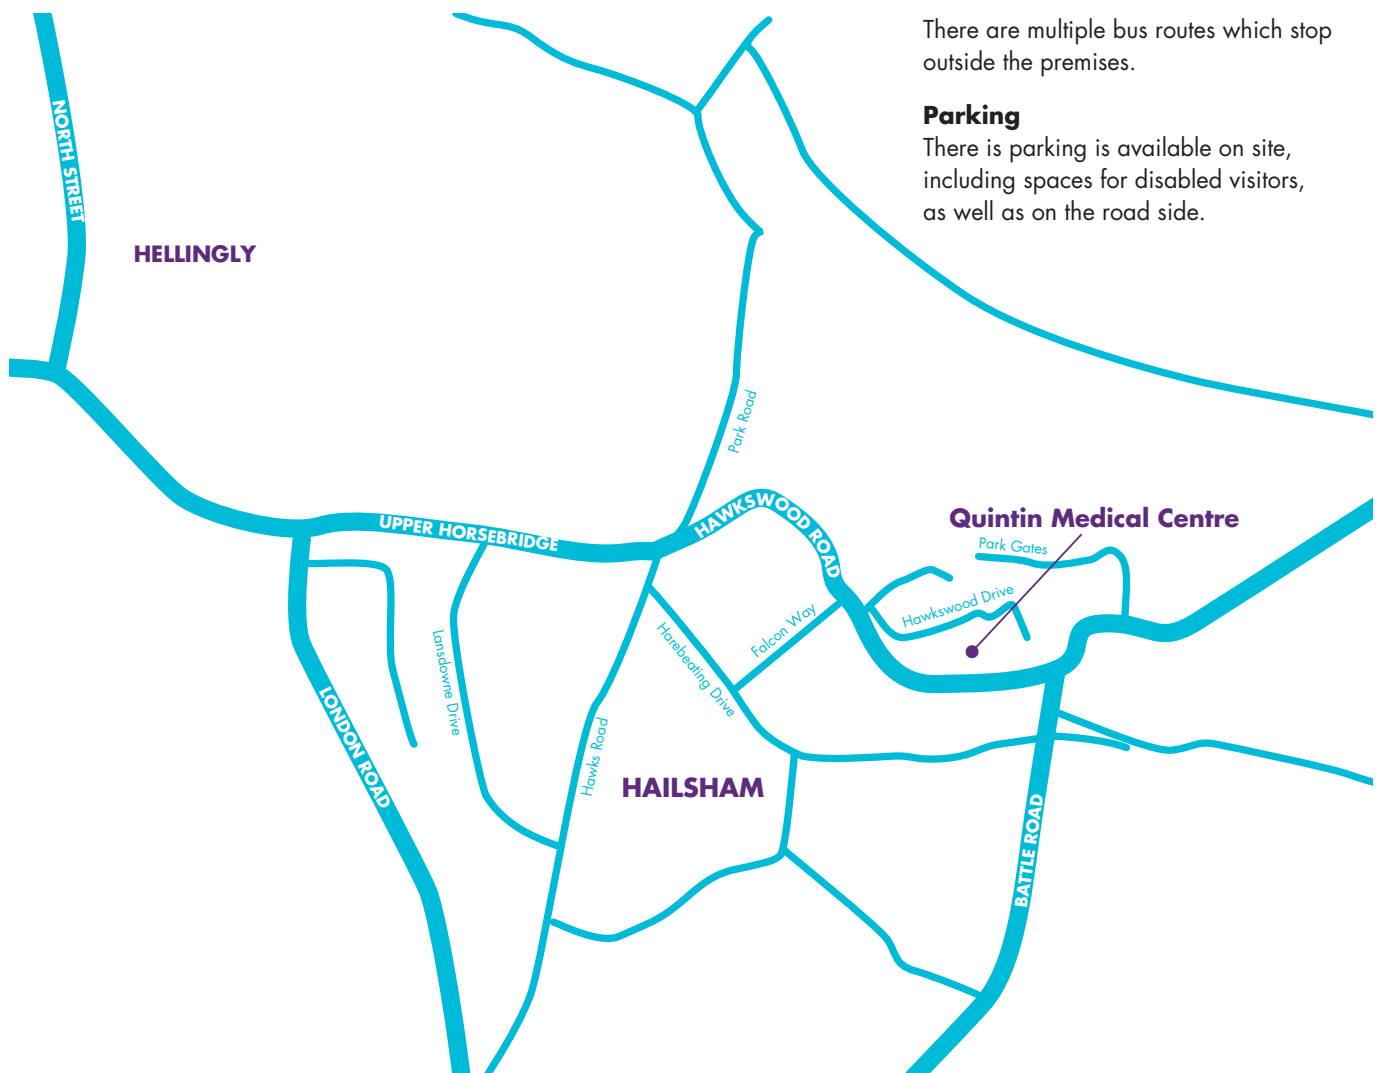 There are multiple bus routes which stop
outside the premises.
Parking
There is parking is available on site,
including spaces for disabled visitors,
as well as on the road side.
NORTH STREET
HELLINGLY
Park Road
UPPER HORSEBRIDGE
HAWKSWOOD ROAD
Quintin Medical Centre
Park Gates
Hawkswood Drive
Falcon Way
Harebeating Drive
Lansdowne Drive
LONDON ROAD
Hawks Road
HAILSHAM
BATTLE ROAD